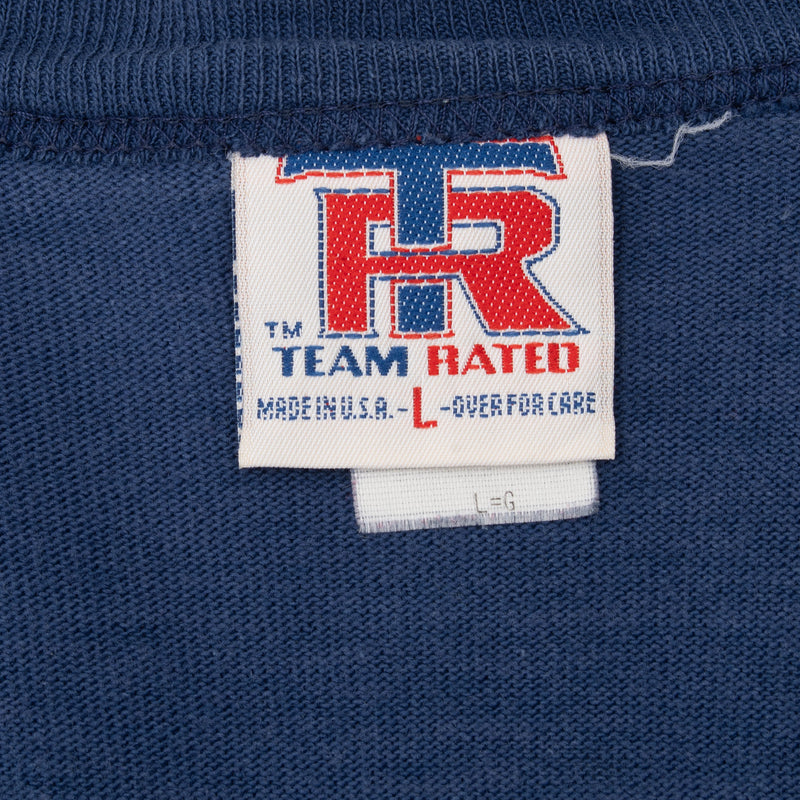 TR
TM
TEAM RATED
MADE IN U.S.A.-L-OVER FOR CARE
L=G